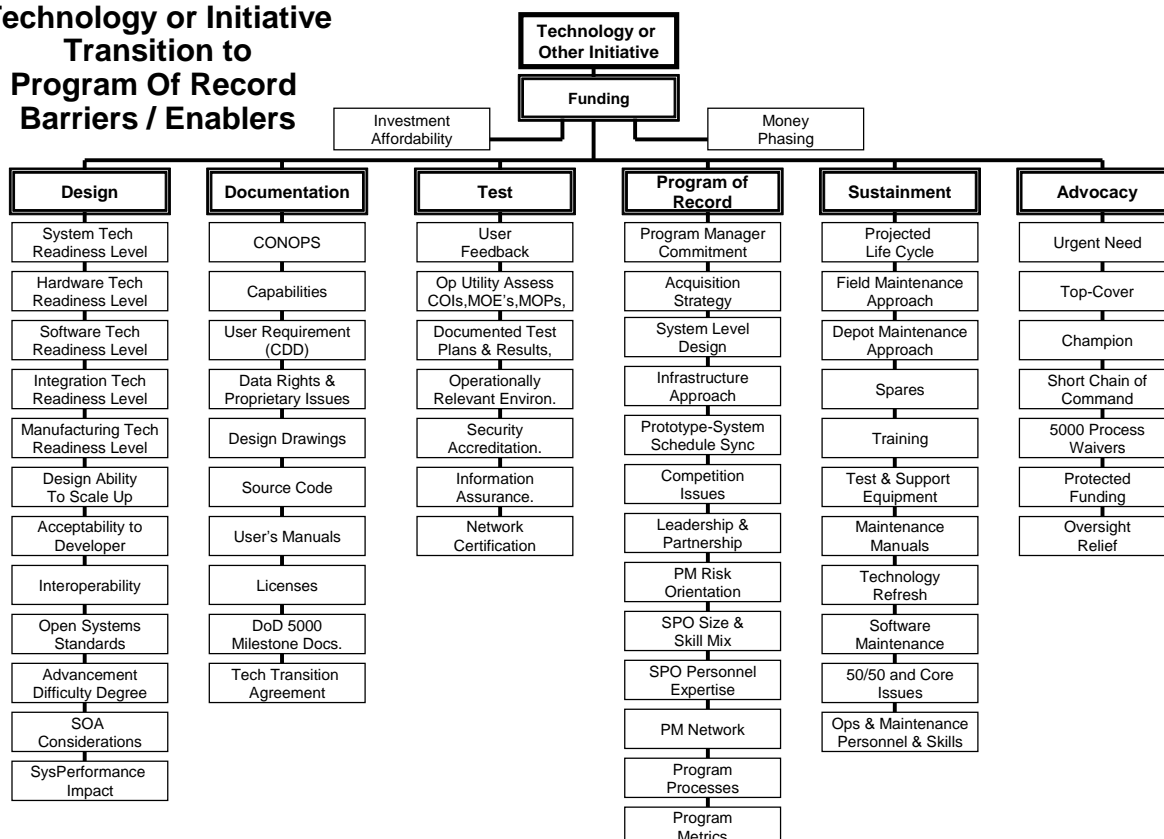 Technology or Initiative
Transition to
Program Of Record
Barriers / Enablers
Technology or
Other Initiative
Funding
Investment
Affordability
Money
Phasing
Design
System Tech
Readiness Level
Hardware Tech
Readiness Level
Software Tech
Readiness Level
Integration Tech
Readiness Level
Manufacturing Tech
Readiness Level
Design Ability
To Scale Up
Acceptability to
Developer
Interoperability
Open Systems
Standards
Advancement
Difficulty Degree
SOA
Considerations
SysPerformance
Impact
Documentation
CONOPS
Capabilities
User Requirement
(CDD)
Data Rights &
Proprietary Issues
Design Drawings
Source Code
User's Manuals
Licenses
DoD 5000
Milestone Docs.
Tech Transition
Agreement
Test
User
Feedback
Op Utility Assess
COIs,MOE's,MOPs,
Documented Test
Plans & Results,
Operationally
Relevant Environ.
Security
Accreditation.
Information
Assurance.
Network
Certification
Program of
Record
Program Manager
Commitment
Acquisition
Strategy
System Level
Design
Infrastructure
Approach
Prototype-System
Schedule Sync
Competition
Issues
Leadership &
Partnership
PM Risk
Orientation
SPO Size &
Skill Mix
SPO Personnel
Expertise
PM Network
Program
Processes
Program
Metrics
Sustainment
Projected
Life Cycle
Field Maintenance
Approach
Depot Maintenance
Approach
Spares
Training
Test & Support
Equipment
Maintenance
Manuals
Technology
Refresh
Software
Maintenance
50/50 and Core
Issues
Ops & Maintenance
Personnel & Skills
Advocacy
Urgent Need
Top-Cover
Champion
Short Chain of
Command
5000 Process
Waivers
Protected
Funding
Oversight
Relief